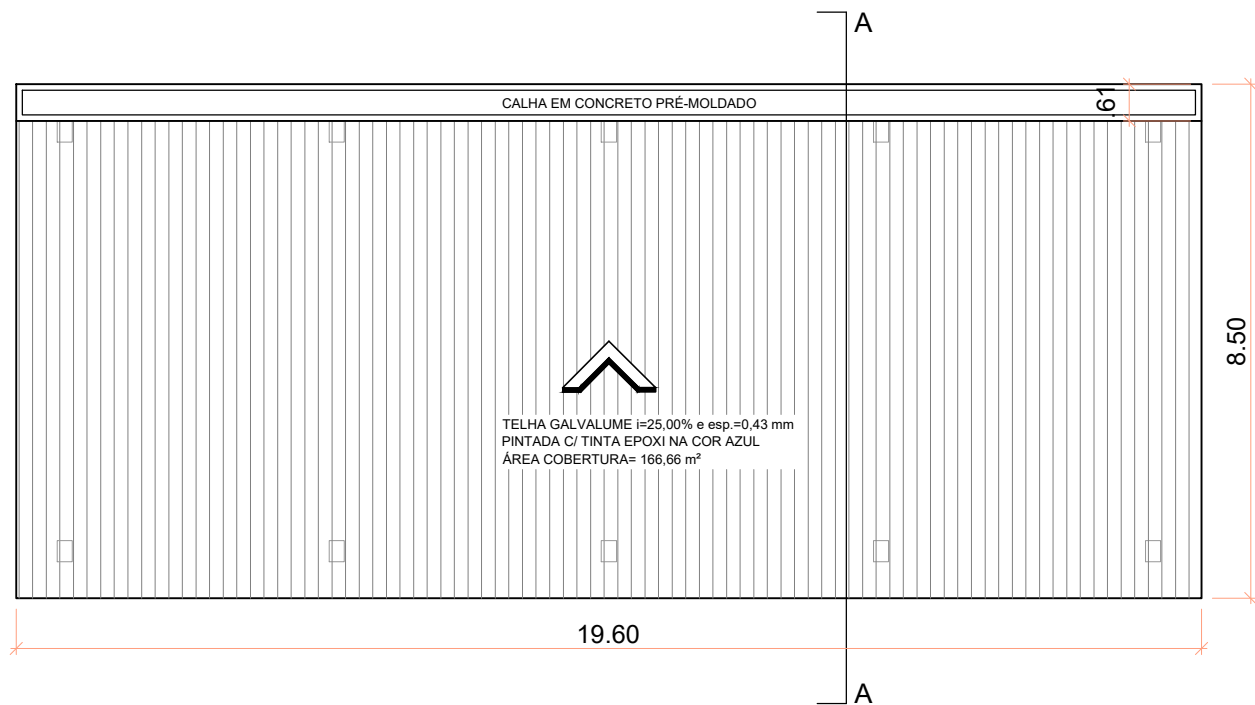 A
CALHA EM CONCRETO PRÉ-MOLDADO
.61
8.50
TELHA GALVALUME i=25,00% e esp.=0,43 mm
PINTADA C/ TINTA EPOXI NA COR AZUL
ÁREA COBERTURA= 166,66 m²
19.60
A